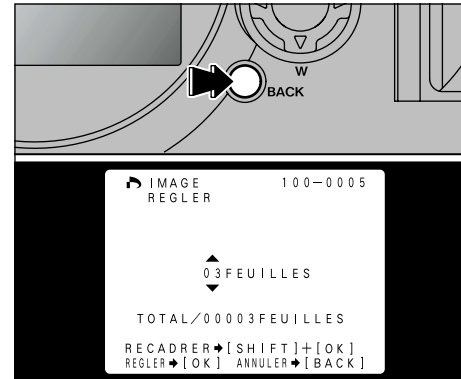 W
BACK
IMAGE 100-0005
REGLER
03FEUILLES
TOTAL/00003FEUILLES
RECADRER➧[SHIFT]+[OK]
REGLER➧[OK] ANNULER➧[BACK]